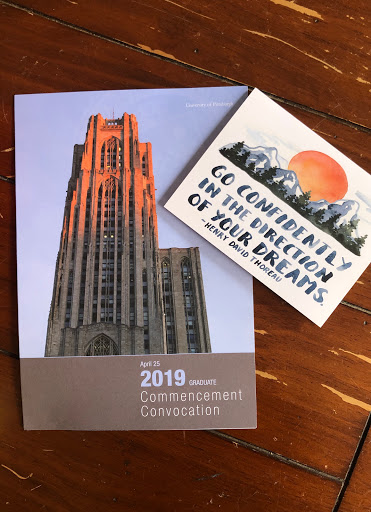 University of Pittsburgh
April 25
2019 GRADUATE
Commencement
Convocation
GO CONFIDENTLY
IN THE DIRECTION
OF YOUR DREAMS.
~HENRY DAVID THOREAU